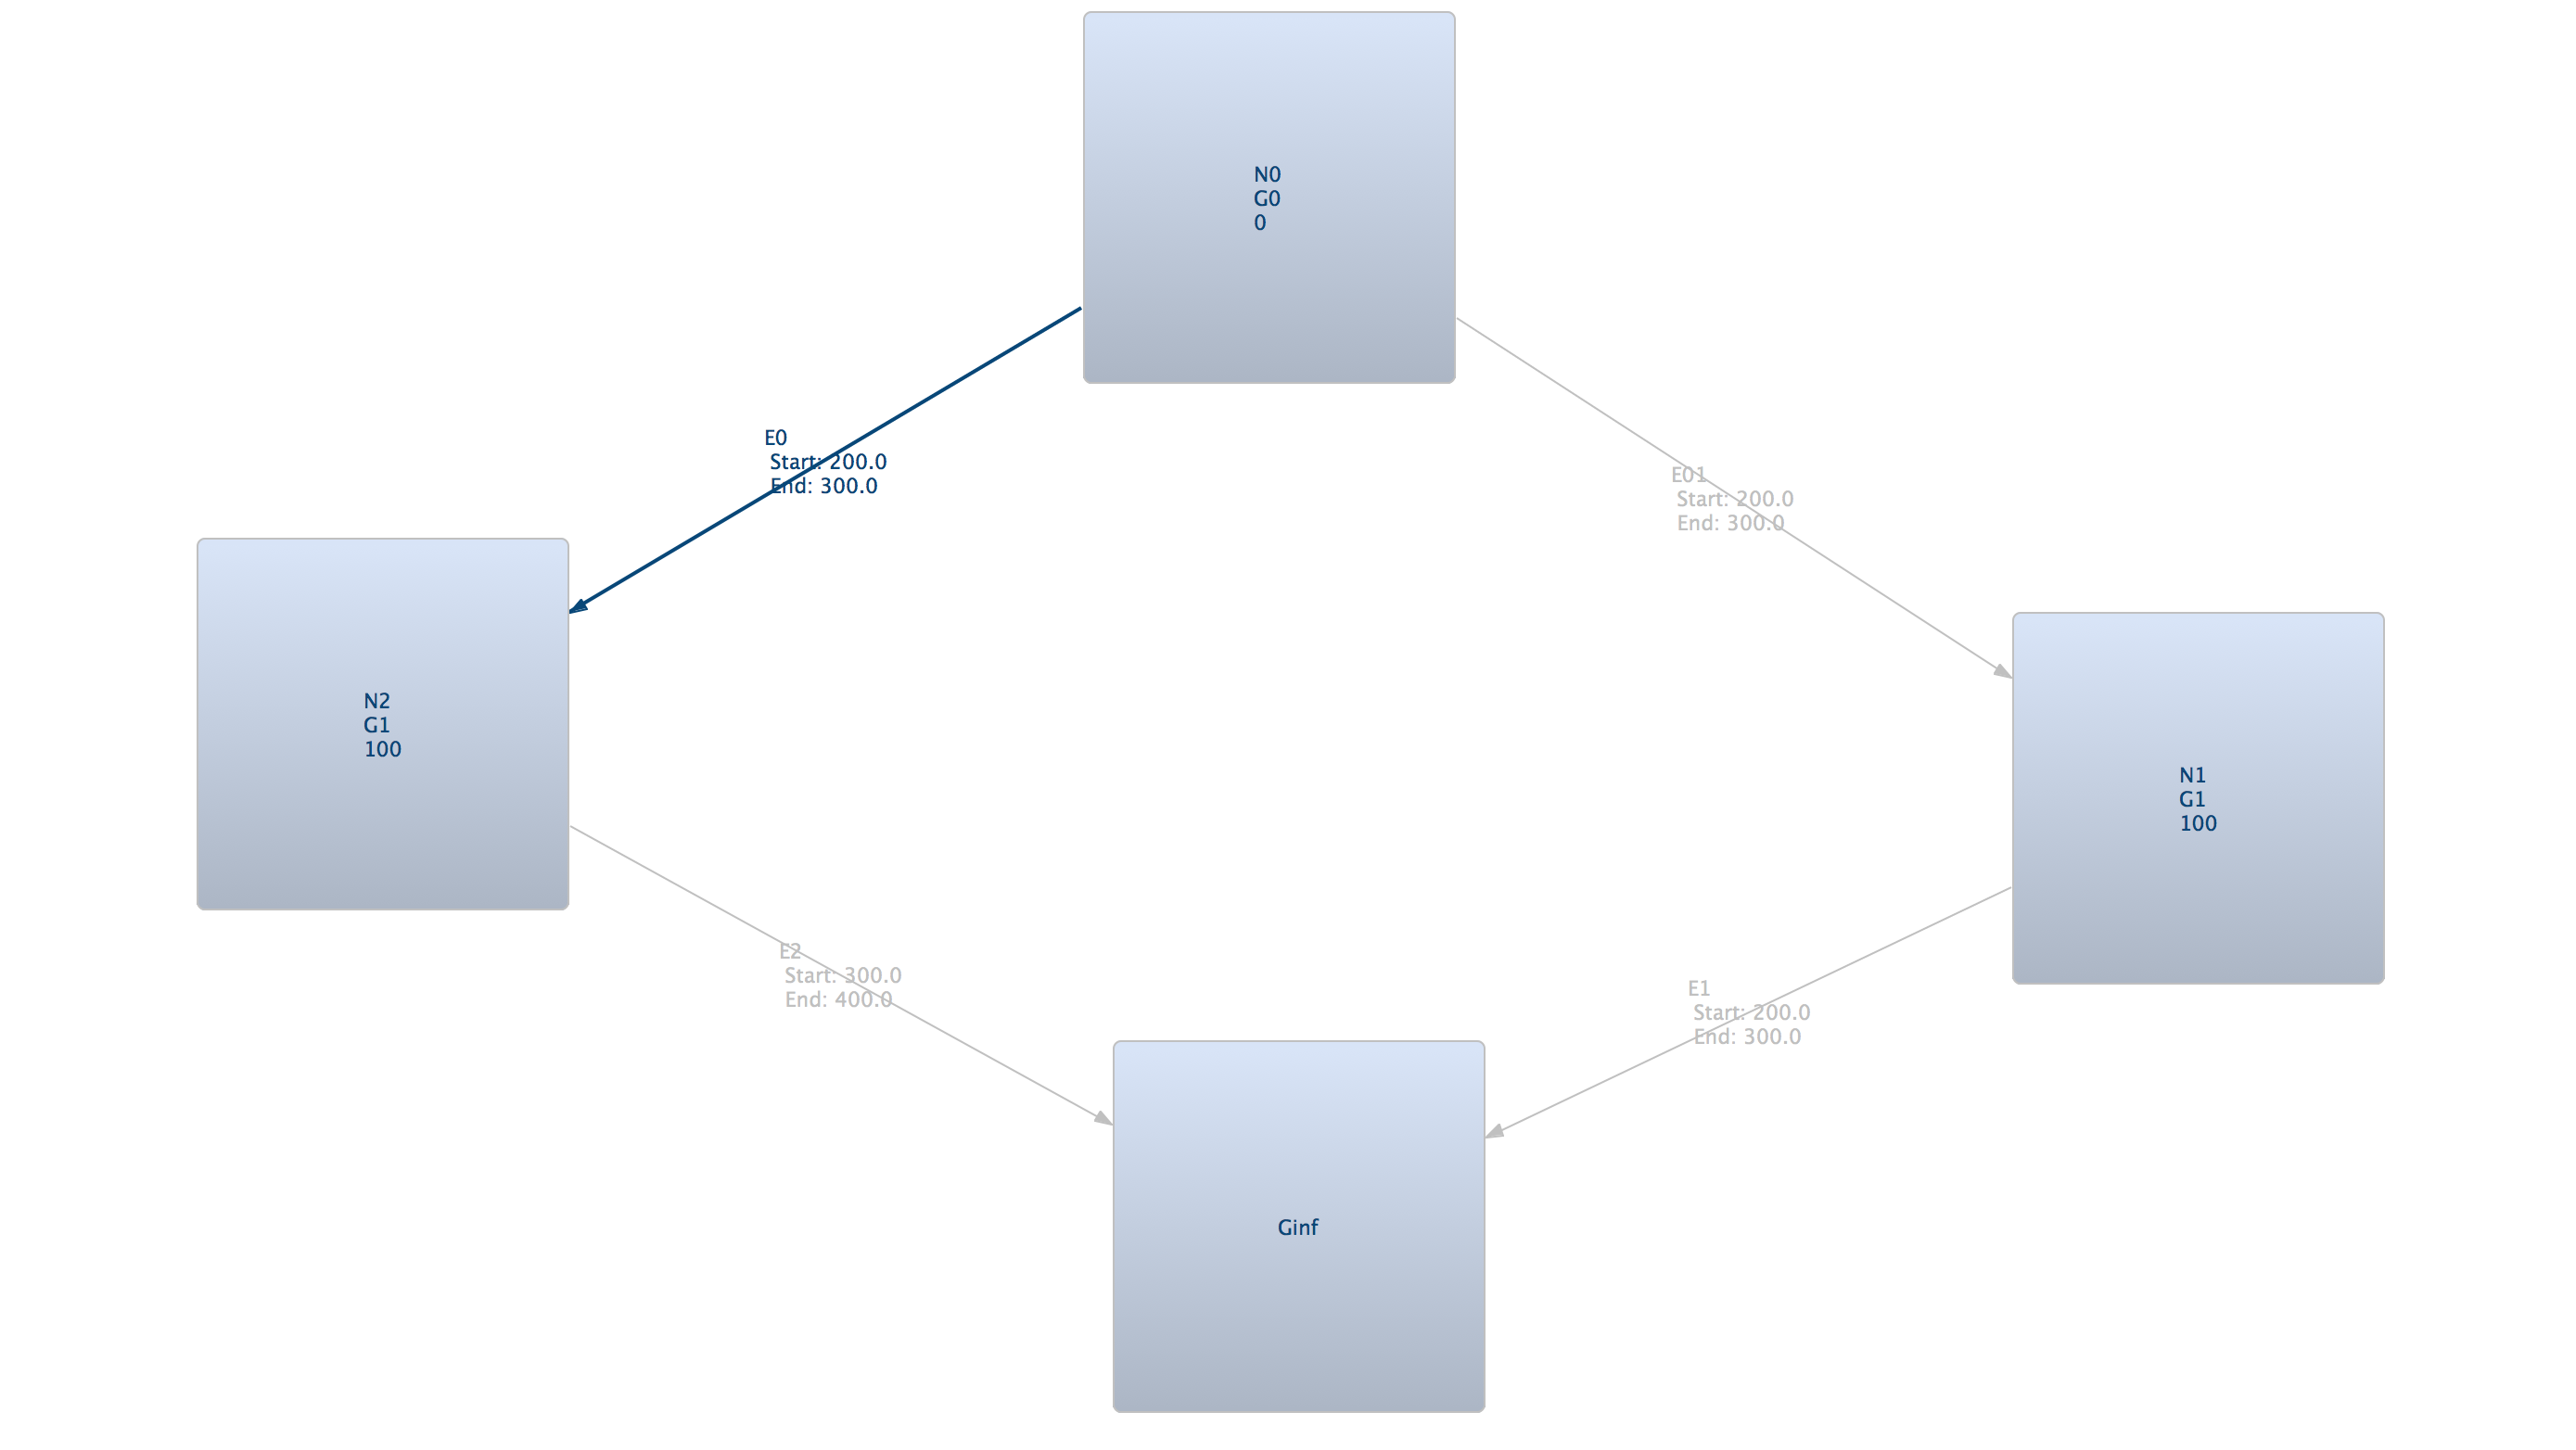 N0
G0
0
E0
Start: 200.0
End: 300.0
E01
Start: 200.0
End: 300.0
N2
G1
100
N1
G1
100
E2
Start: 300.0
End: 400.0
E1
Start: 200.0
End: 300.0
Ginf